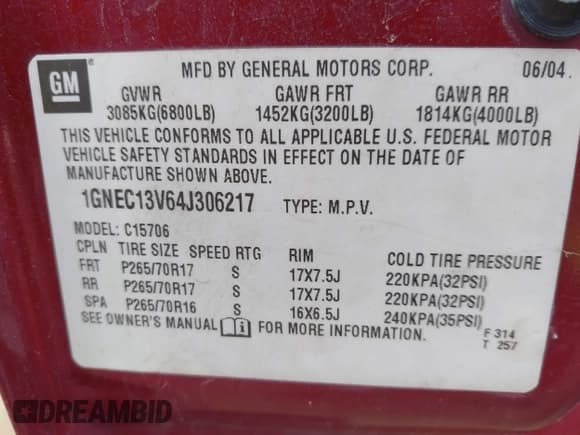 GM ®
MFD BY GENERAL MOTORS CORP. 06/04
GVWR GAWR FRT GAWR RR
3085KG(6800LB) 1452KG(3200LB) 1814KG(4000LB)
THIS VEHICLE CONFORMS TO ALL APPLICABLE U.S. FEDERAL MOTOR
VEHICLE SAFETY STANDARDS IN EFFECT ON THE DATE OF
MANUFACTURE SHOWN ABOVE.
1GNEC13V64J306217 TYPE: M.P.V.
MODEL: C15706
CPLN TIRE SIZE SPEED RTG RIM COLD TIRE PRESSURE
FRT P265/70R17 S 17X7.5J 220KPA(32PSI)
RR P265/70R17 S 17X7.5J 220KPA(32PSI)
SPA P265/70R16 S 16X6.5J 240KPA(35PSI)
SEE OWNER'S MANUAL i FOR MORE INFORMATION.
F 314
T 257
DREAMBID